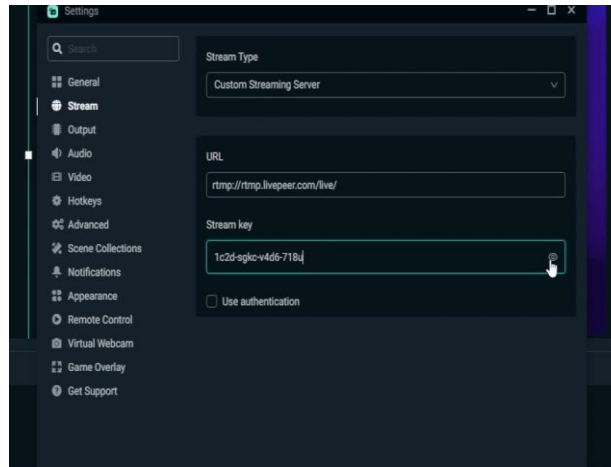 Settings
Search
General
Stream
Output
Audio
Video
Hotkeys
Advanced
Scene Collections
Notifications
Appearance
Remote Control
Virtual Webcam
Game Overlay
Get Support
Stream Type
Custom Streaming Server
URL
rtmp://rtmp.livepeer.com/live/
Stream key
1c2d-sgkc-v4d6-718u
Use authentication